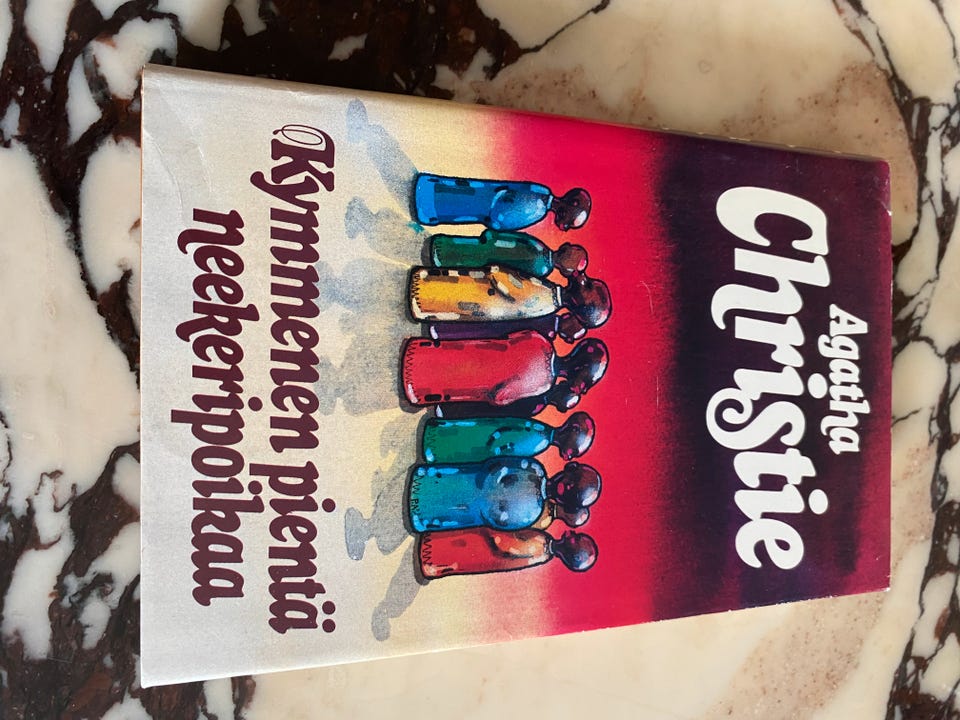 Agatha
Christie
Kymmenen pientä
neekeripoikaa